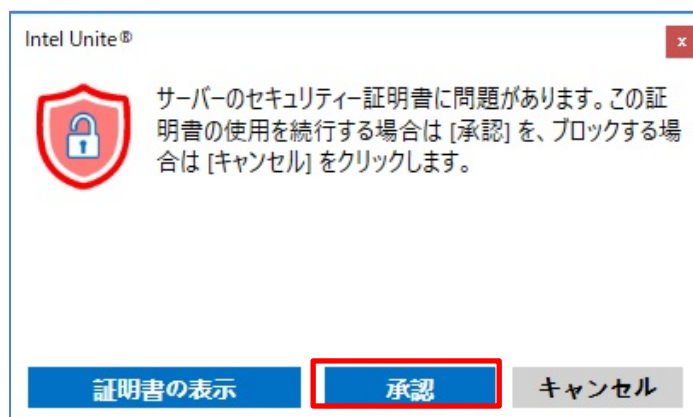 Intel Unite®
x
サーバーのセキュリティー証明書に問題があります。この証
明書の使用を続行する場合は [承認] を、ブロックする場
合は [キャンセル] をクリックします。
証明書の表示 承認 キャンセル